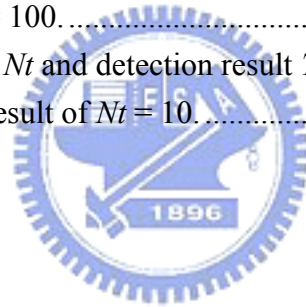 = 100. ....................................
Nt and detection result
result of Nt = 10. ..................
E S A
1896